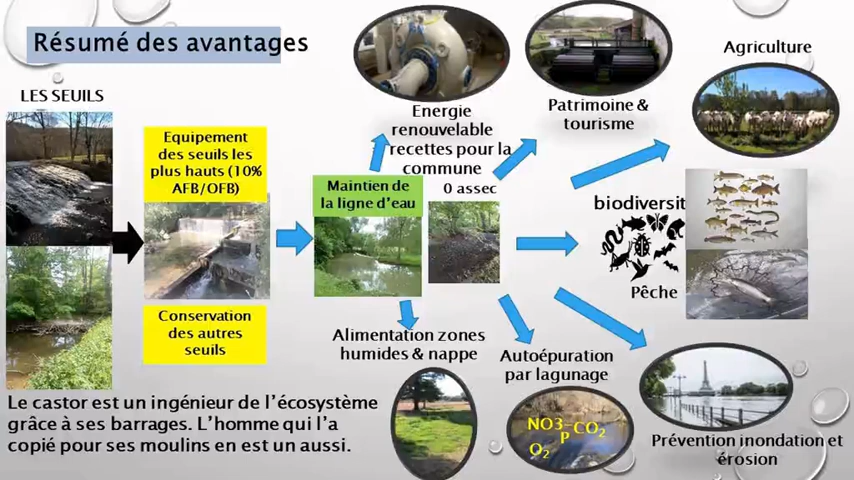 Résumé des avantages
LES SEUILS
Equipement
des seuils les
plus hauts (10%
AFB/OFB)
Conservation
des autres
seuils
Maintien de
la ligne d'eau
0 assec
Energie
renouvelable
recettes pour la
commune
Patrimoine &
tourisme
Agriculture
biodiversit
Pêche
Alimentation zones
humides & nappe
Autoépuration
par lagunage
NO3-CO2
P
O2
Prévention inondation et
érosion
Le castor est un ingénieur de l'écosystème
grâce à ses barrages. L'homme qui l'a
copié pour ses moulins en est un aussi.